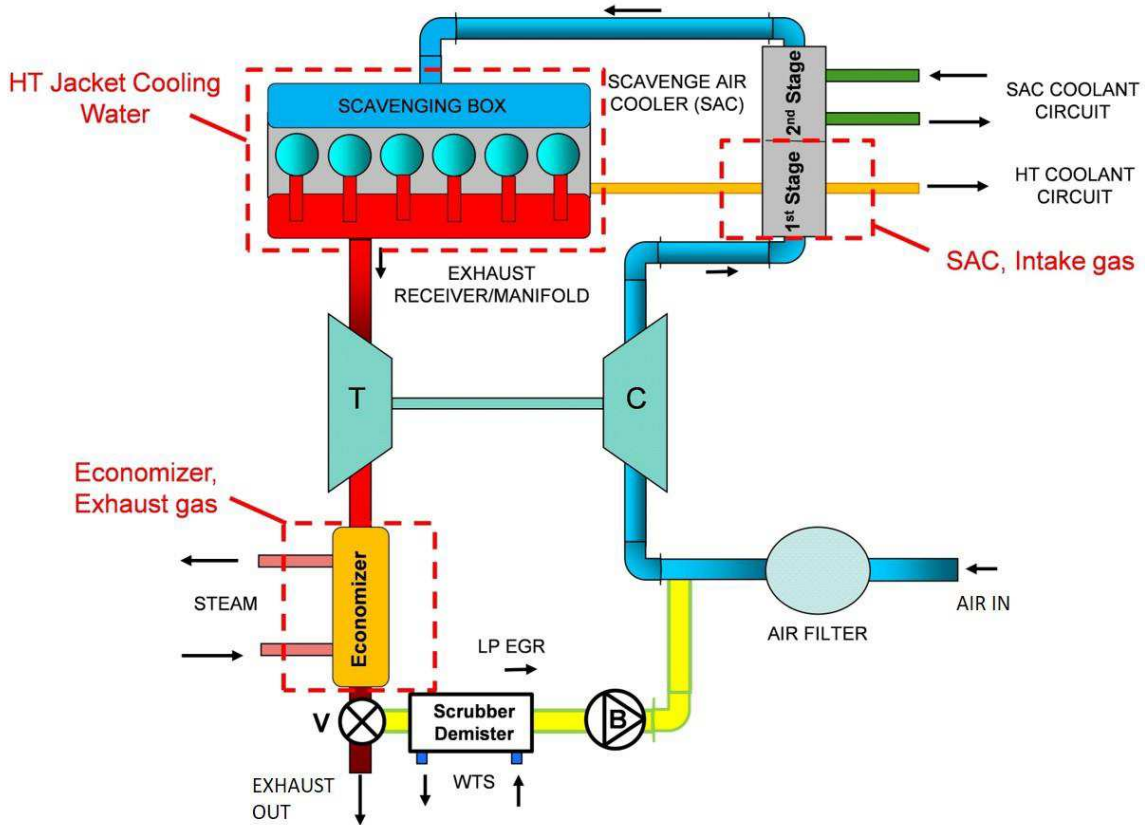 HT Jacket Cooling
Water
SCAVENGING BOX
SCAVENGE AIR
COOLER (SAC)
2nd Stage
1st Stage
SAC COOLANT
CIRCUIT
HT COOLANT
CIRCUIT
SAC, Intake gas
EXHAUST
RECEIVER/MANIFOLD
T
C
Economizer,
Exhaust gas
STEAM
Economizer
AIR IN
AIR FILTER
LP EGR
V
Scrubber
Demister
B
WTS
EXHAUST
OUT